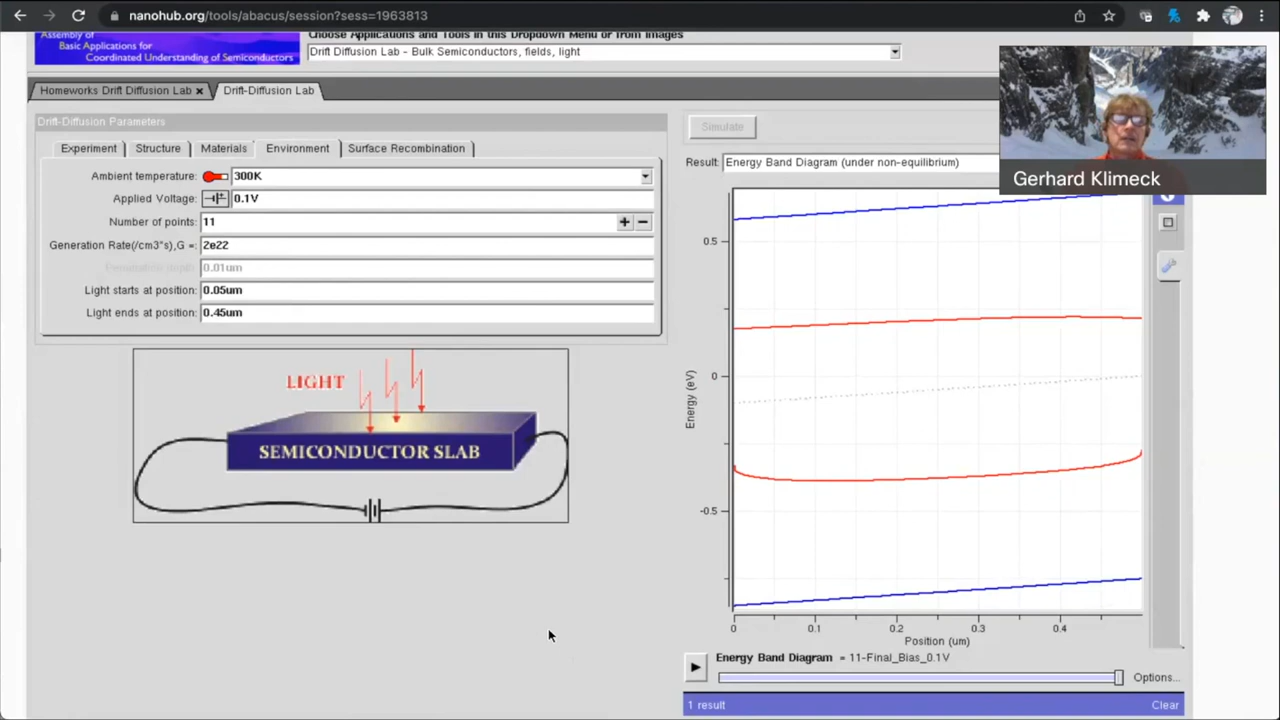 nanohub.org/tools/abacus/session?sess=1963813
Assembly of
Basic Applications for
Coordinated Understanding of Semiconductors
Choose Applications and Tools in this Dropdown Menu or from Images
Drift Diffusion Lab - Bulk Semiconductors, fields, light
Homeworks Drift Diffusion Lab ×
Drift-Diffusion Lab
Drift-Diffusion Parameters
Experiment
Structure
Materials
Environment
Surface Recombination
Ambient temperature: 300K
Applied Voltage: 0.1V
Number of points: 11
Generation Rate(/cm3*s),G =: 2e22
Penetration depth: 0.01um
Light starts at position: 0.05um
Light ends at position: 0.45um
LIGHT
SEMICONDUCTOR SLAB
Simulate
Result: Energy Band Diagram (under non-equilibrium)
Gerhard Klimeck
0.5
0
-0.5
Energy (eV)
0 0.1 0.2 0.3 0.4
Position (um)
Energy Band Diagram = 11-Final_Bias_0.1V
Options...
1 result
Clear